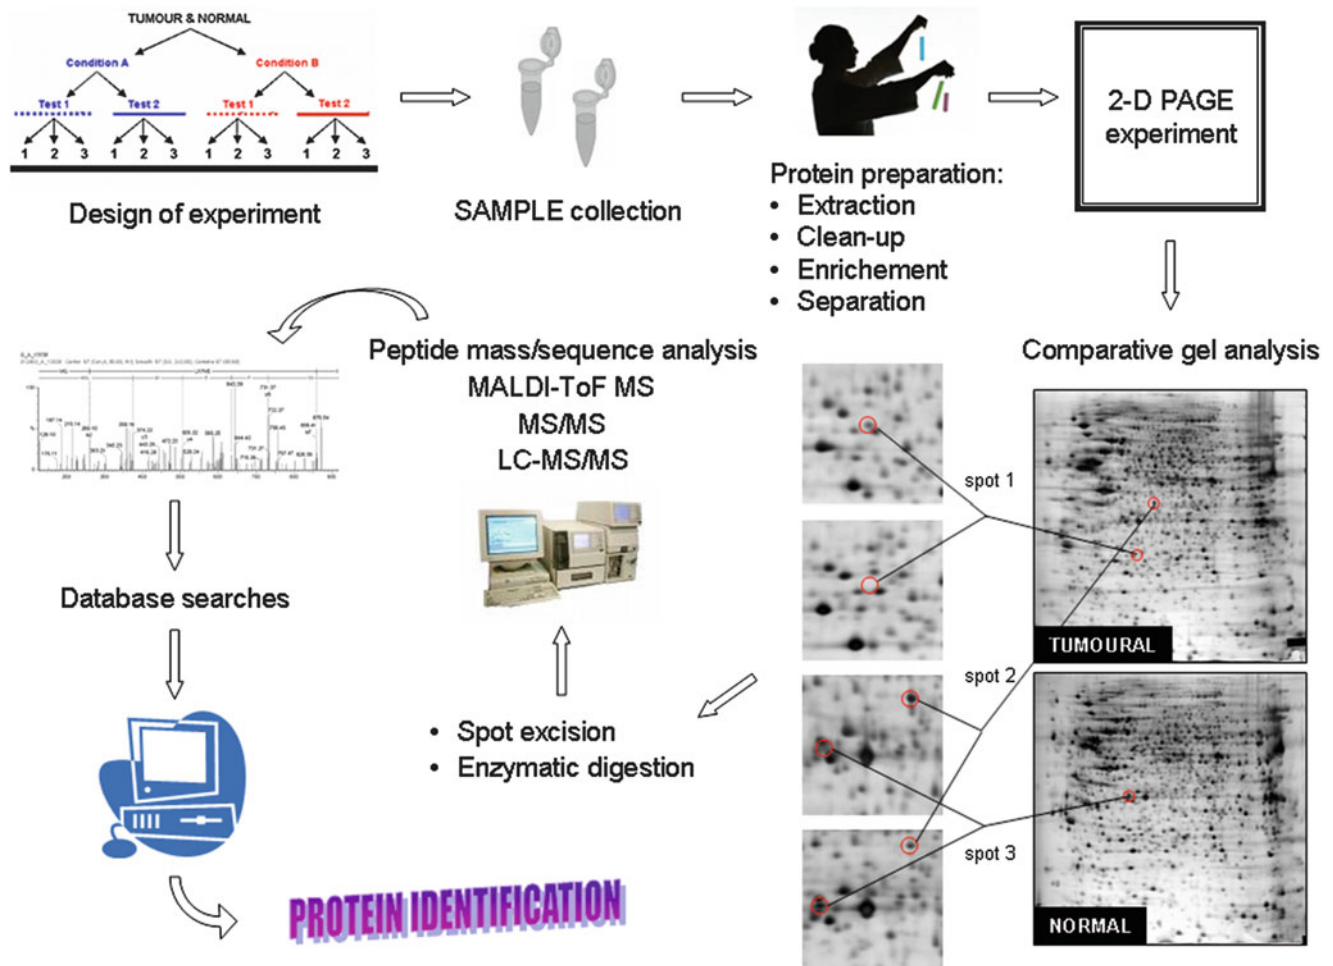 TUMOUR & NORMAL
Condition A
Condition B
Test 1
Test 2
Test 1
Test 2
1 2 3 1 2 3 1 2 3 1 2 3
Design of experiment
SAMPLE collection
Protein preparation:
• Extraction
• Clean-up
• Enrichement
• Separation
2-D PAGE
experiment
Comparative gel analysis
spot 1
spot 2
spot 3
TUMOURAL
NORMAL
• Spot excision
• Enzymatic digestion
Peptide mass/sequence analysis
MALDI-ToF MS
MS/MS
LC-MS/MS
Database searches
PROTEIN IDENTIFICATION